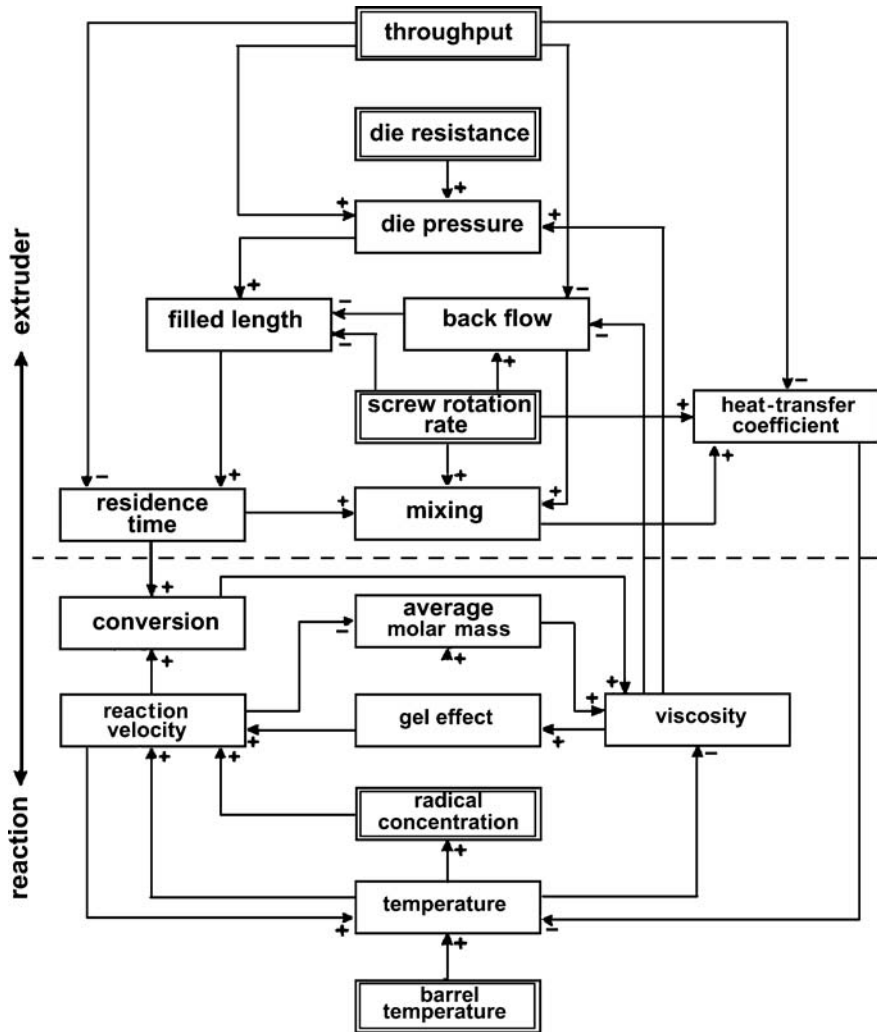 throughput
die resistance
+
+
+
die pressure
+
-
-
filled length
back flow
-
-
+
-
screw rotation
rate
+
heat-transfer
coefficient
-
+
+
+
+
residence
time
+
mixing
+
conversion
average
molar mass
-
+
+
+
+
reaction
velocity
gel effect
viscosity
+
+
+
+
-
radical
concentration
+
temperature
+
-
+
barrel
temperature
extruder
reaction